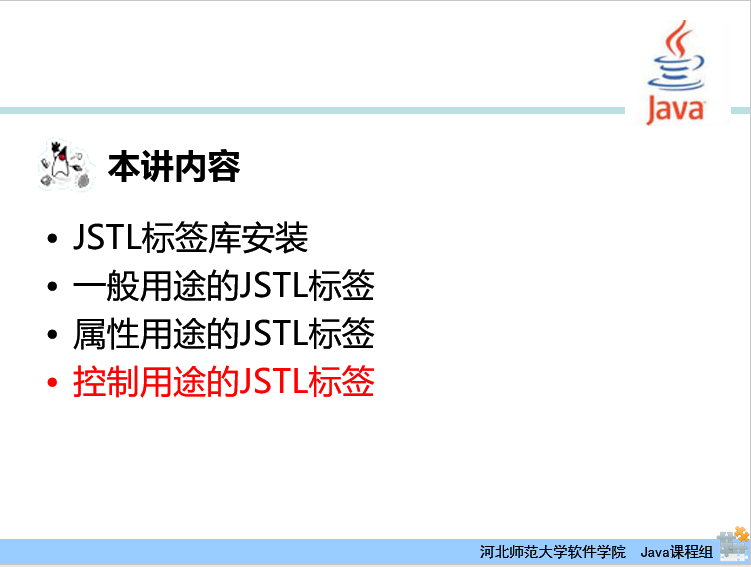 Java
本讲内容
• JSTL标签库安装
• 一般用途的JSTL标签
• 属性用途的JSTL标签
• 控制用途的JSTL标签
河北师范大学软件学院 Java课程组